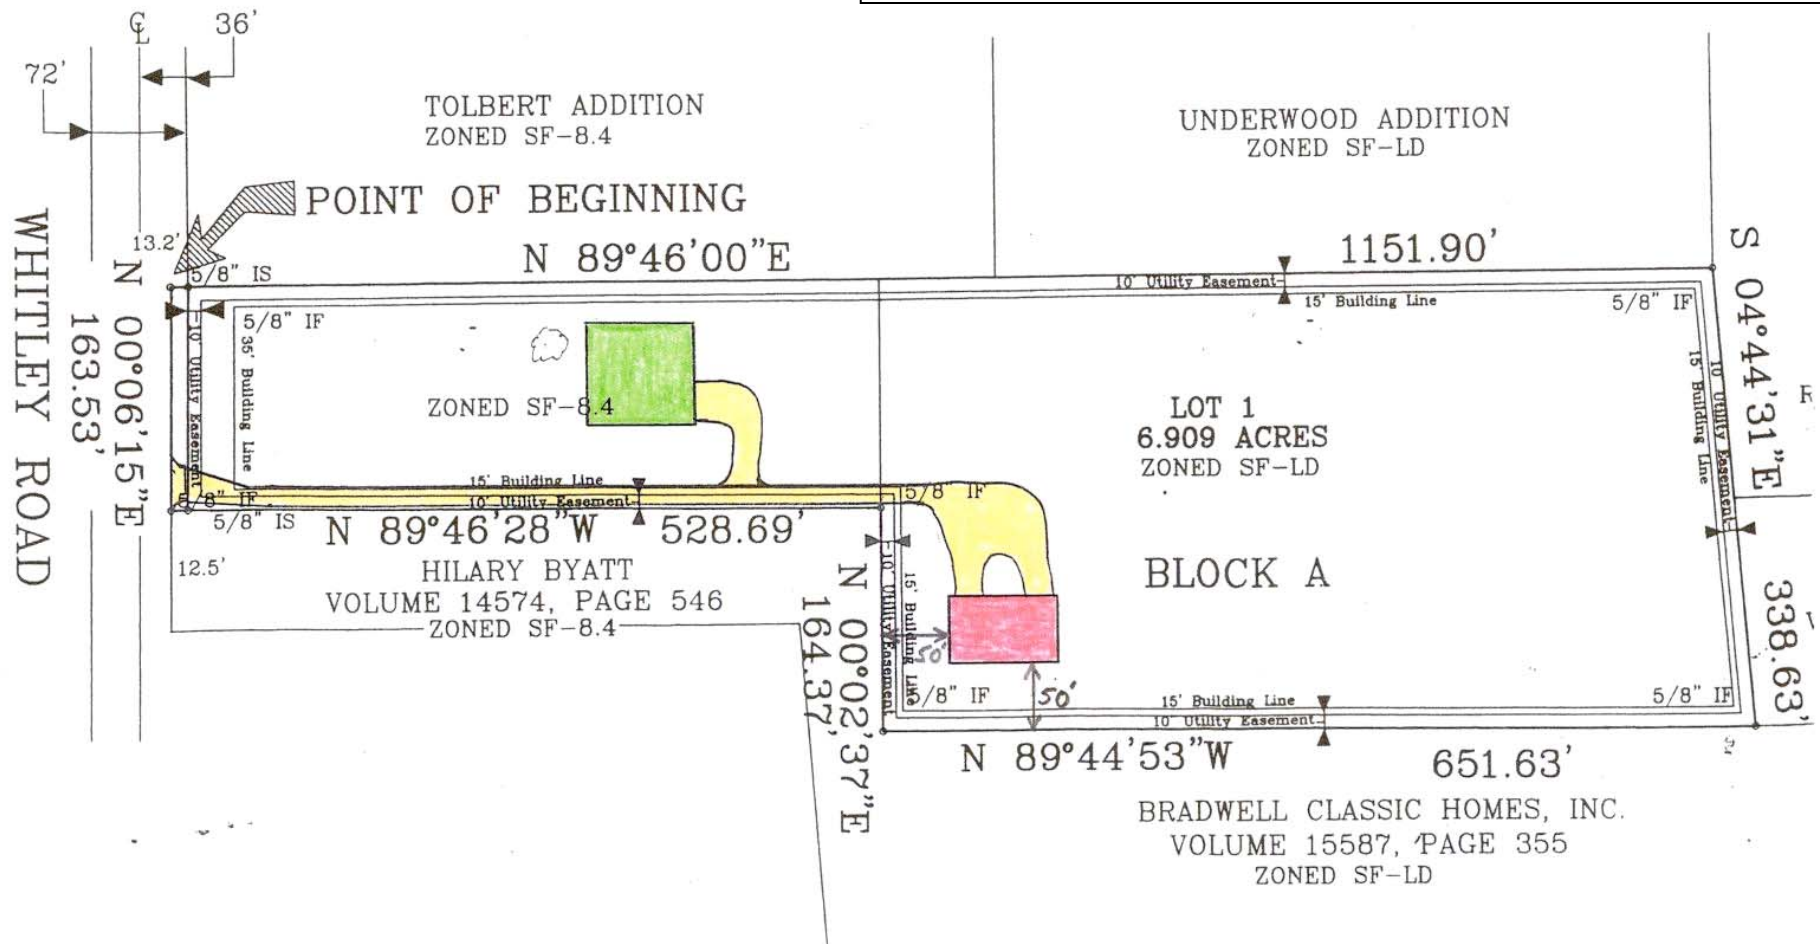 ℄ 36'
72'
TOLBERT ADDITION
ZONED SF-8.4
UNDERWOOD ADDITION
ZONED SF-LD
POINT OF BEGINNING
13.2'
5/8" IS
N 89°46'00"E
1151.90'
10' Utility Easement
15' Building Line
5/8" IF
5/8" IF
WHITLEY ROAD
N 00°06'15"E
163.53'
10' Utility Easement
35' Building Line
ZONED SF-8.4
LOT 1
6.909 ACRES
ZONED SF-LD
15' Building Line
10' Utility Easement
S 04°44'31"E
338.63'
15' Building Line
10' Utility Easement
5/8" IF
5/8" IF
5/8" IS
N 89°46'28"W 528.69'
12.5'
HILARY BYATT
VOLUME 14574, PAGE 546
ZONED SF-8.4
N 00°02'37"E
164.37'
10' Utility Easement
15' Building Line
BLOCK A
50'
50'
5/8" IF
15' Building Line
10' Utility Easement
5/8" IF
N 89°44'53"W
651.63'
BRADWELL CLASSIC HOMES, INC.
VOLUME 15587, PAGE 355
ZONED SF-LD